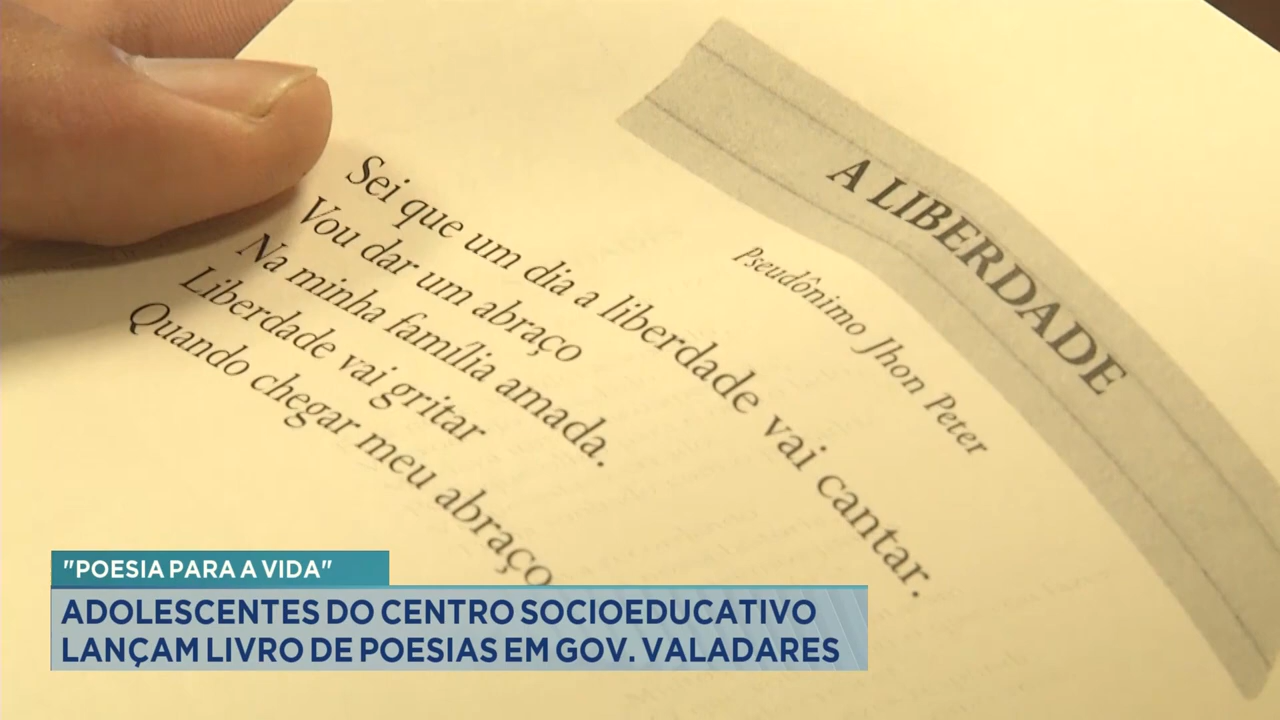 A LIBERDADE
Pseudônimo Jhon Peter
Sei que um dia a liberdade vai cantar.
Vou dar um abraço
Na minha família amada.
Liberdade vai gritar
Quando chegar meu abraço
"POESIA PARA A VIDA"
ADOLESCENTES DO CENTRO SOCIOEDUCATIVO
LANÇAM LIVRO DE POESIAS EM GOV. VALADARES